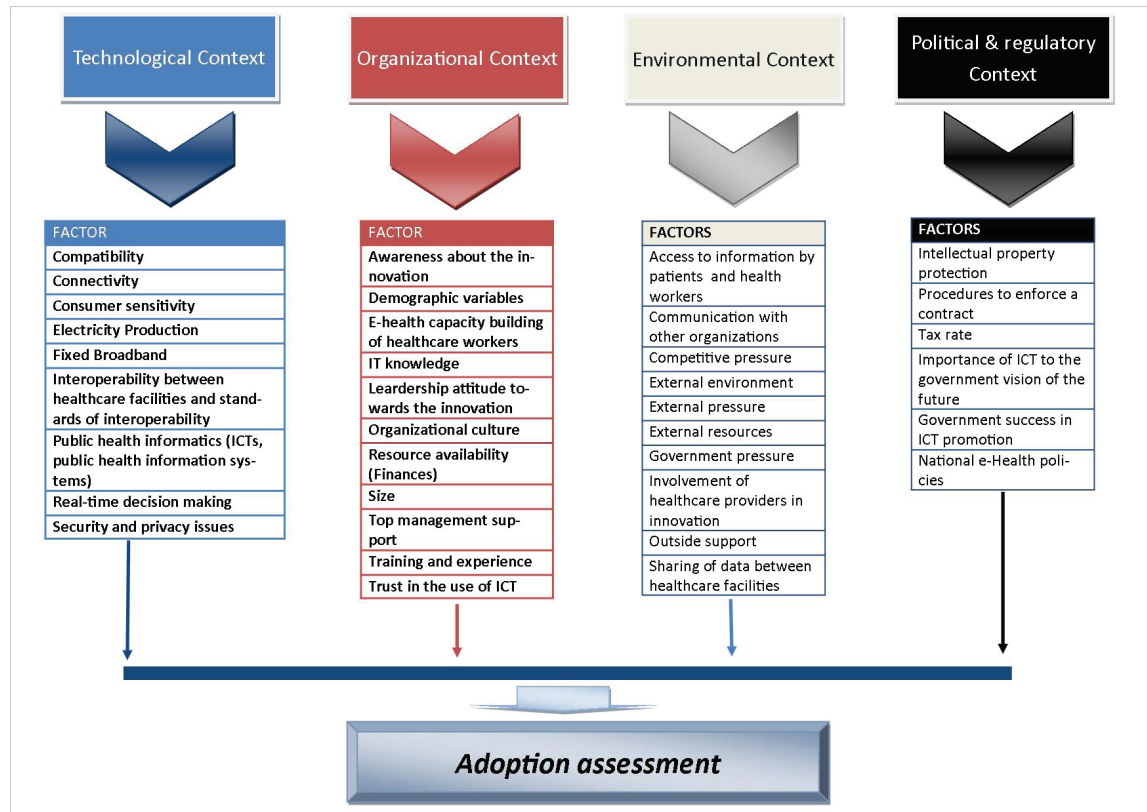 Technological Context
Organizational Context
Environmental Context
Political & regulatory
Context
FACTOR
Compatibility
Connectivity
Consumer sensitivity
Electricity Production
Fixed Broadband
Interoperability between
healthcare facilities and stand-
ards of interoperability
Public health informatics (ICTs,
public health information sys-
tems)
Real-time decision making
Security and privacy issues
FACTOR
Awareness about the in-
novation
Demographic variables
E-health capacity building
of healthcare workers
IT knowledge
Leardership attitude to-
wards the innovation
Organizational culture
Resource availability
(Finances)
Size
Top management sup-
port
Training and experience
Trust in the use of ICT
FACTORS
Access to information by
patients and health
workers
Communication with
other organizations
Competitive pressure
External environment
External pressure
External resources
Government pressure
Involvement of
healthcare providers in
innovation
Outside support
Sharing of data between
healthcare facilities
FACTORS
Intellectual property
protection
Procedures to enforce a
contract
Tax rate
Importance of ICT to the
government vision of the
future
Government success in
ICT promotion
National e-Health poli-
cies
Adoption assessment